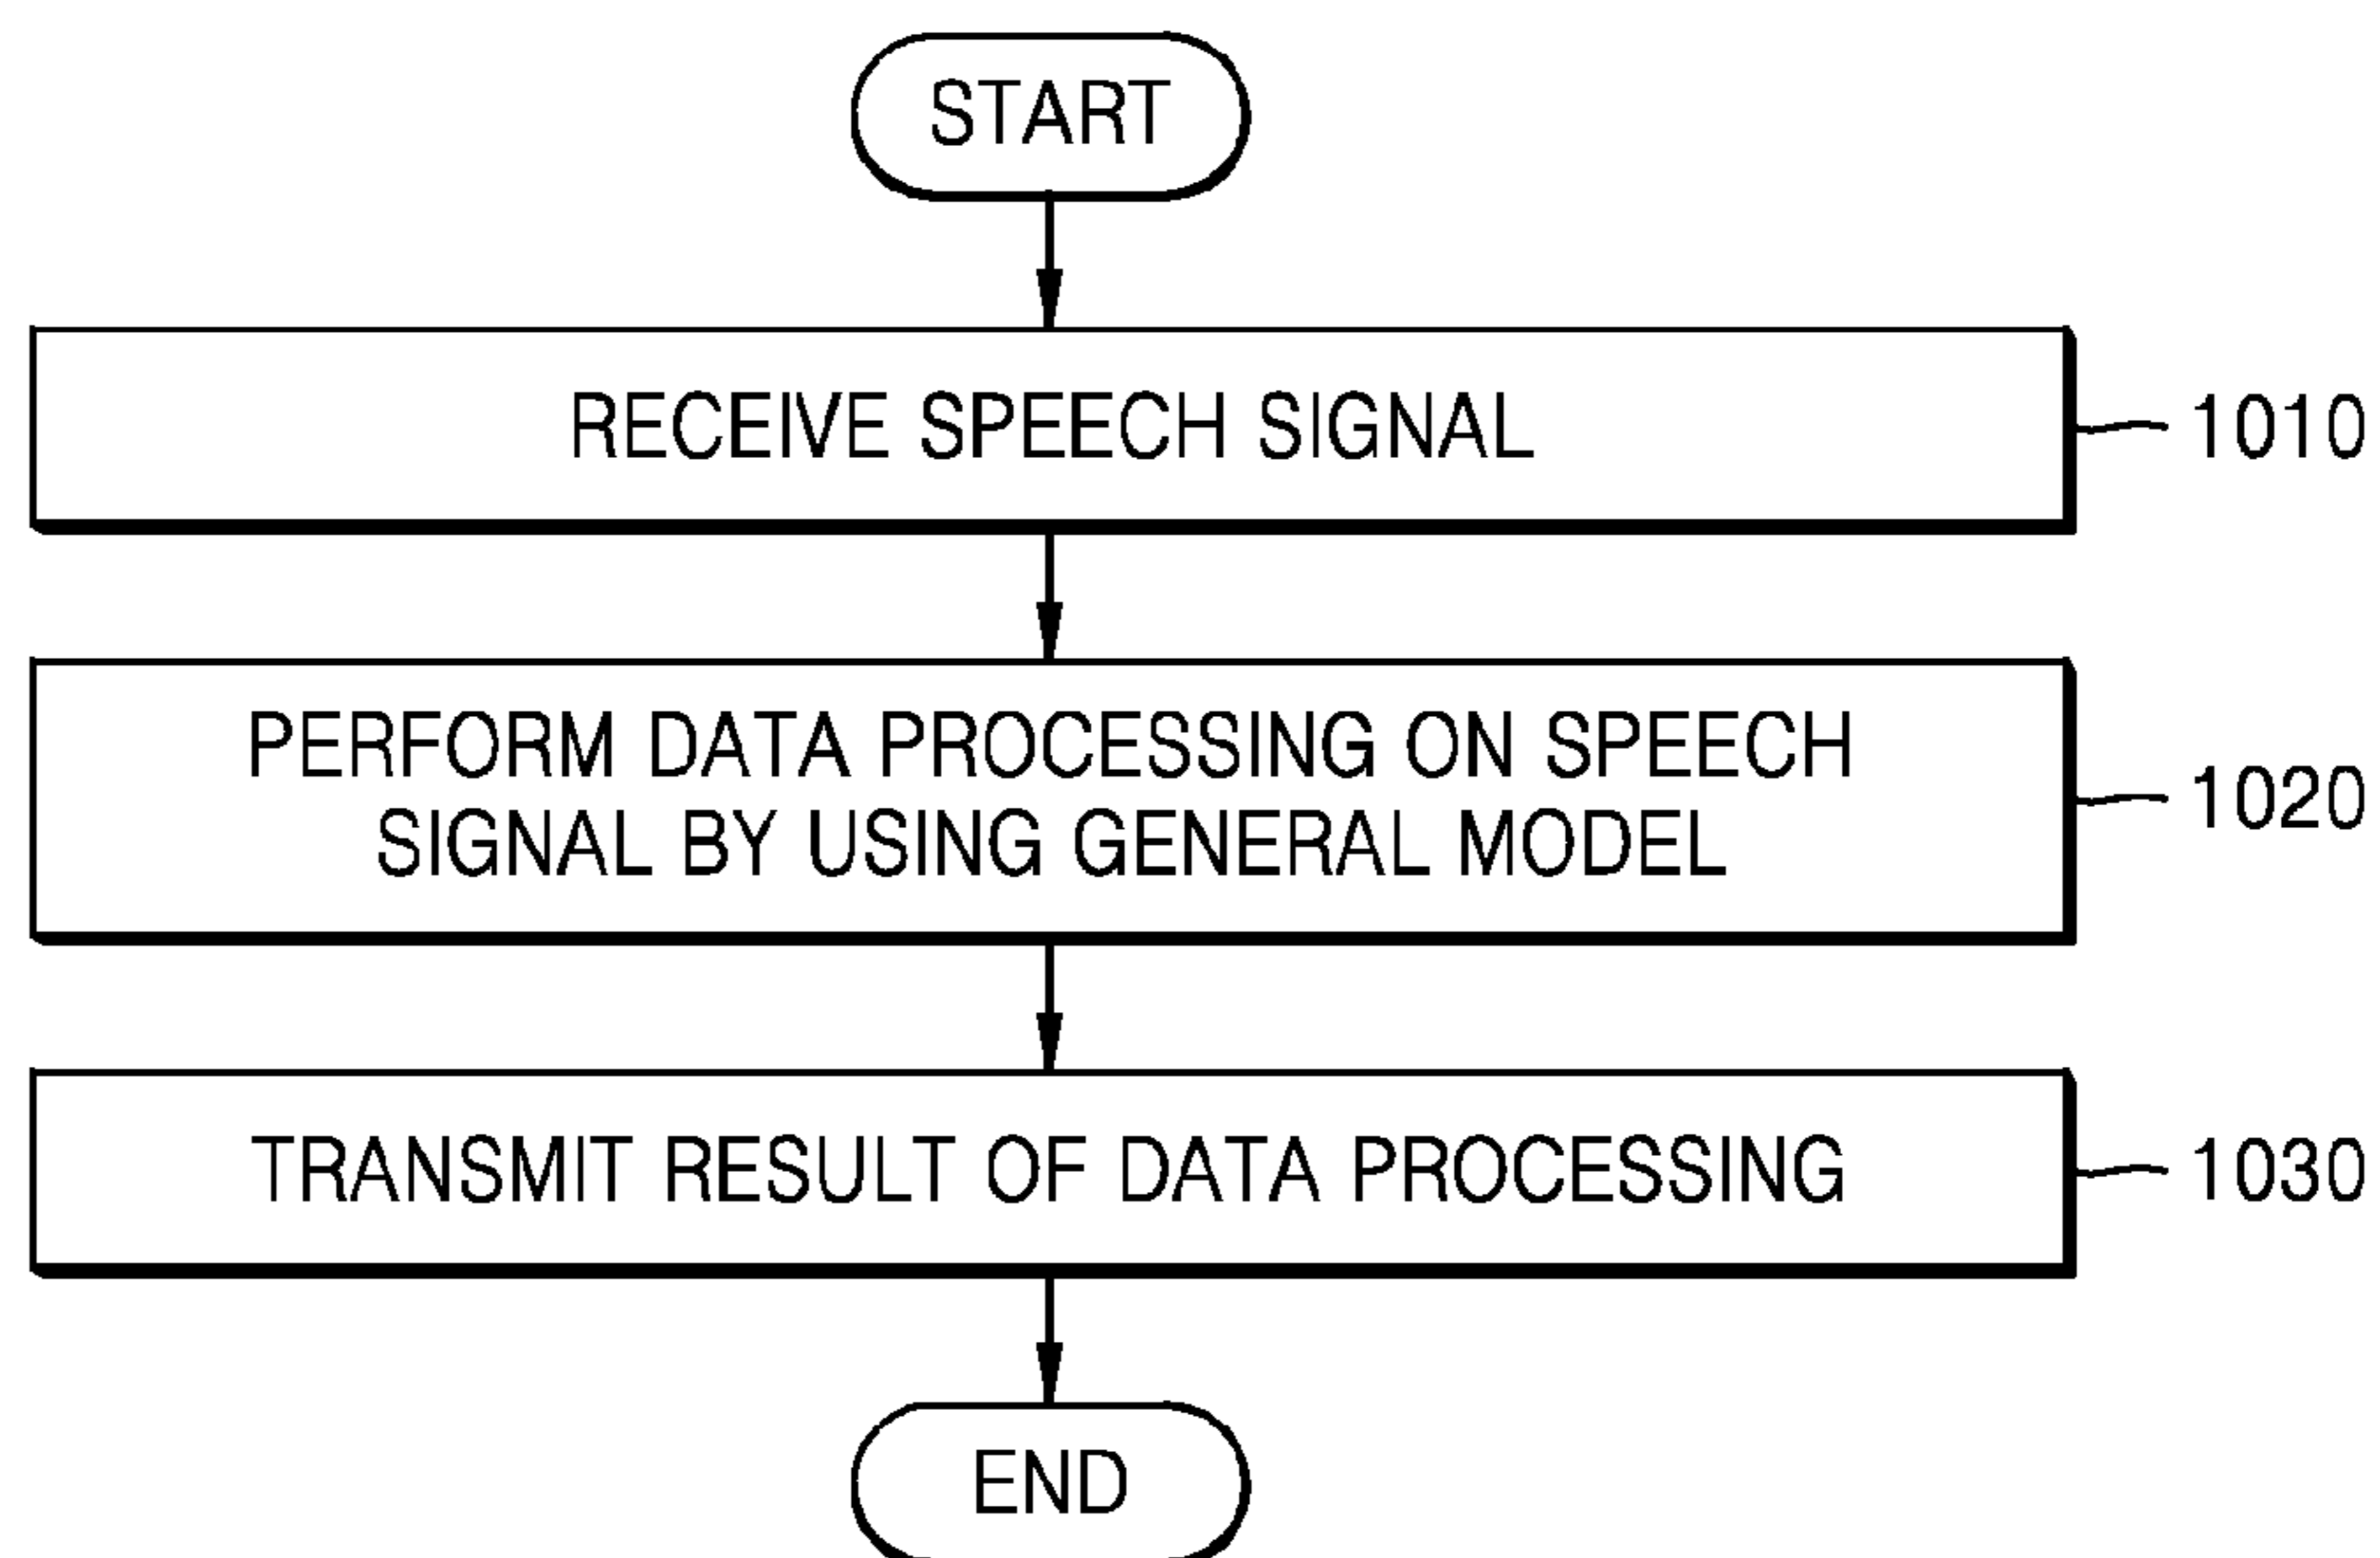 START
RECEIVE SPEECH SIGNAL
1010
PERFORM DATA PROCESSING ON SPEECH
SIGNAL BY USING GENERAL MODEL
1020
TRANSMIT RESULT OF DATA PROCESSING
1030
END